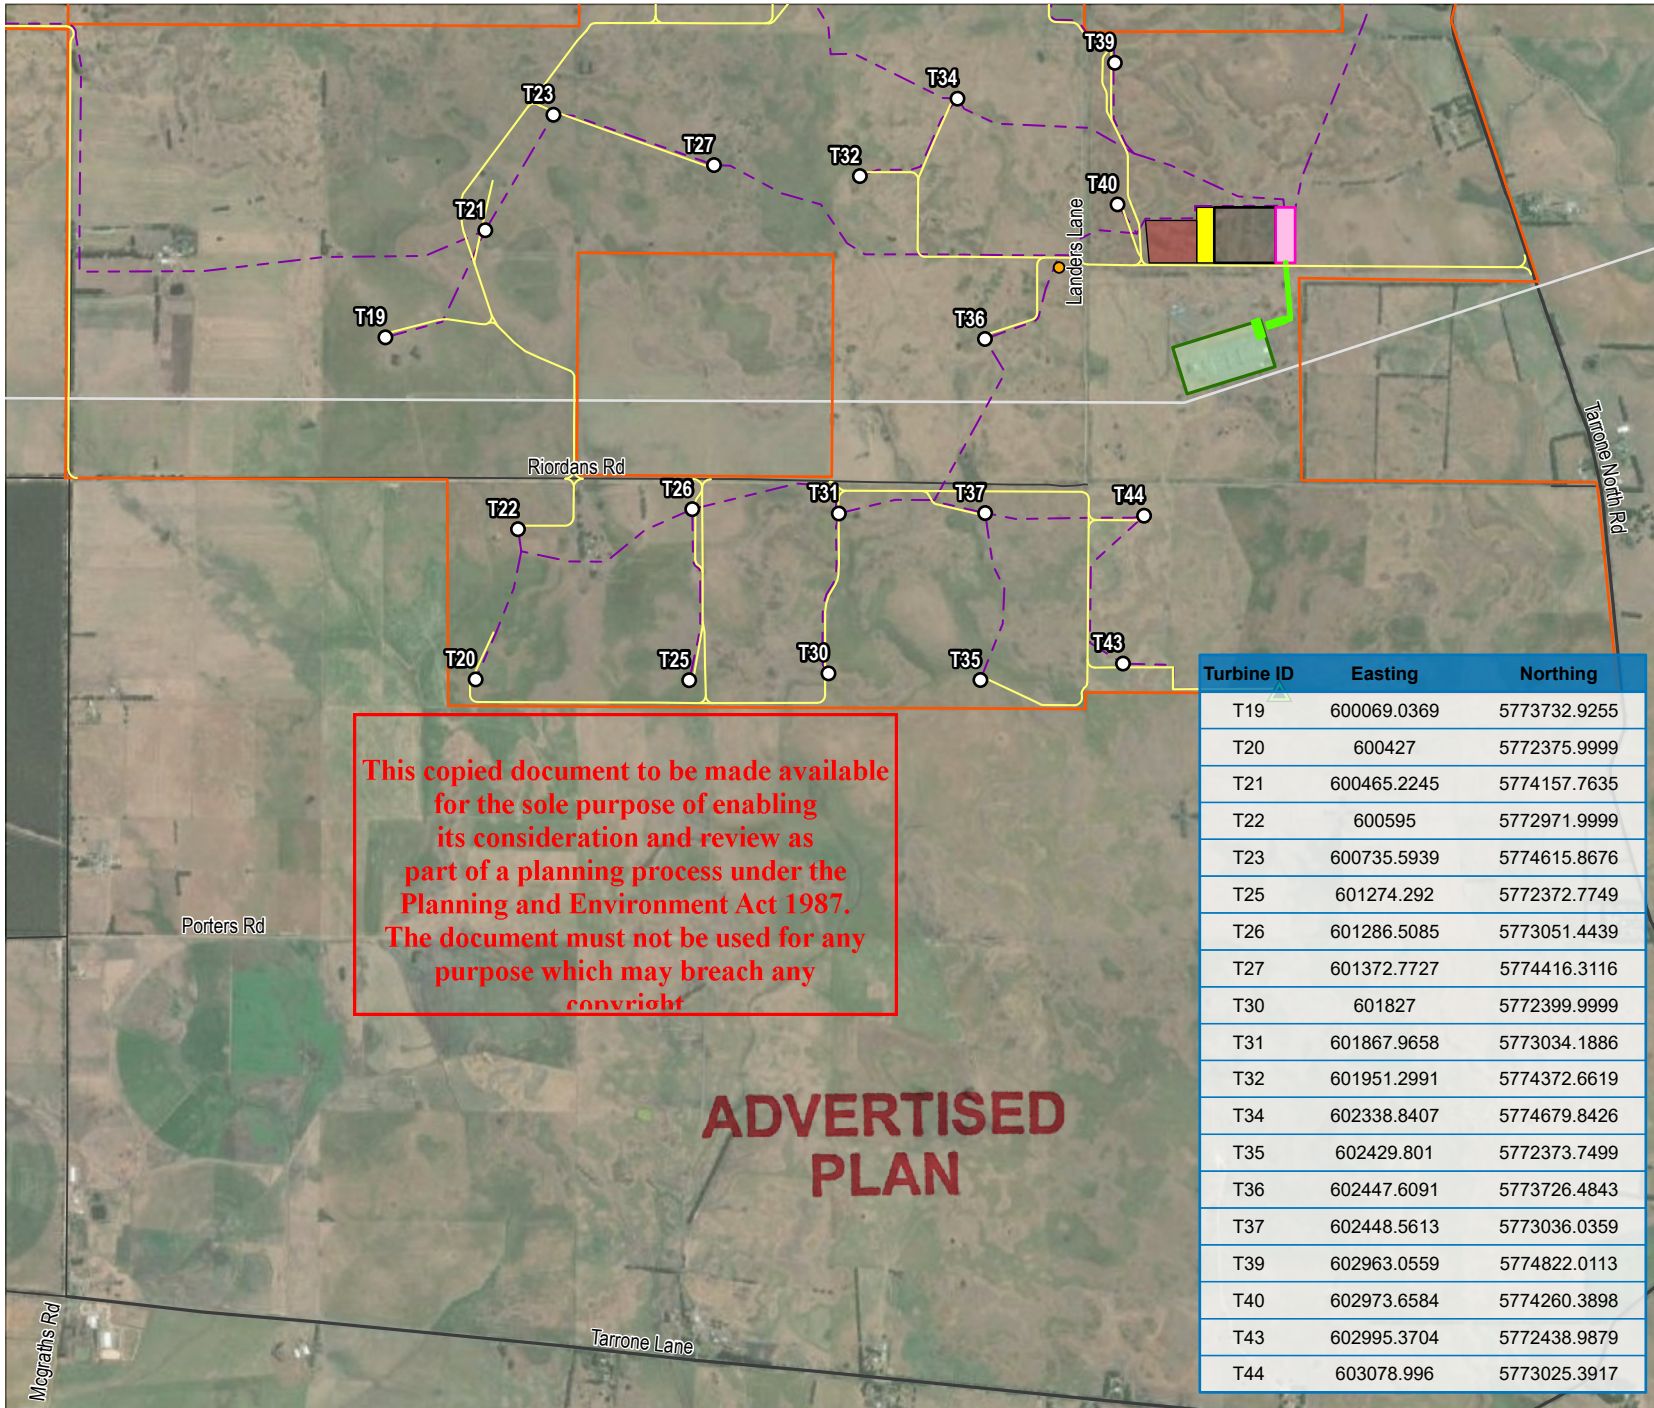 T39
T34
T23
T27
T32
T40
T21
Landers Lane
T19
T36
Tarrone North Rd
Riordans Rd
T26
T31
T37
T44
T22
T20
T25
T30
T35
T43
Turbine ID Easting Northing
T19 600069.0369 5773732.9255
T20 600427 5772375.9999
T21 600465.2245 5774157.7635
T22 600595 5772971.9999
T23 600735.5939 5774615.8676
T25 601274.292 5772372.7749
T26 601286.5085 5773051.4439
T27 601372.7727 5774416.3116
T30 601827 5772399.9999
T31 601867.9658 5773034.1886
T32 601951.2991 5774372.6619
T34 602338.8407 5774679.8426
T35 602429.801 5772373.7499
T36 602447.6091 5773726.4843
T37 602448.5613 5773036.0359
T39 602963.0559 5774822.0113
T40 602973.6584 5774260.3898
T43 602995.3704 5772438.9879
T44 603078.996 5773025.3917
This copied document to be made available
for the sole purpose of enabling
its consideration and review as
part of a planning process under the
Planning and Environment Act 1987.
The document must not be used for any
purpose which may breach any
copyright
Porters Rd
ADVERTISED
PLAN
Mcgraths Rd
Tarrone Lane